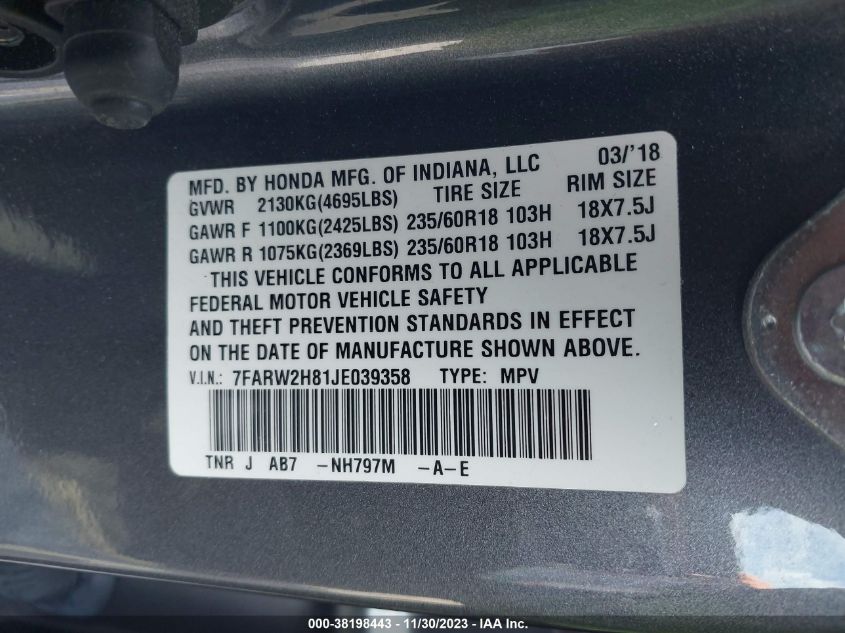 MFD. BY HONDA MFG. OF INDIANA, LLC 03/'18
GVWR 2130KG(4695LBS) TIRE SIZE RIM SIZE
GAWR F 1100KG(2425LBS) 235/60R18 103H 18X7.5J
GAWR R 1075KG(2369LBS) 235/60R18 103H 18X7.5J
THIS VEHICLE CONFORMS TO ALL APPLICABLE
FEDERAL MOTOR VEHICLE SAFETY
AND THEFT PREVENTION STANDARDS IN EFFECT
ON THE DATE OF MANUFACTURE SHOWN ABOVE.
V.I.N.: 7FARW2H81JE039358 TYPE: MPV
TNR J AB7 -NH797M -A-E
000-38198443 - 11/30/2023 - IAA Inc.